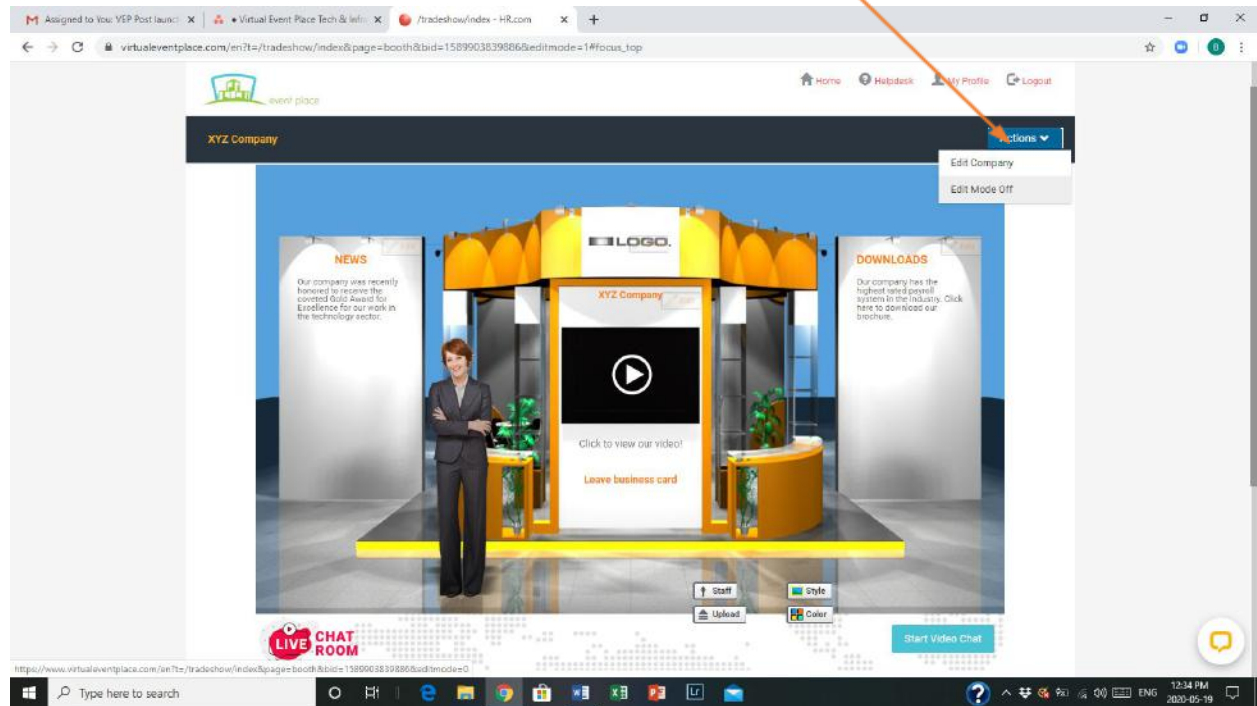 Assigned to You: VEP Post launc
Virtual Event Place Tech & Info
/tradeshow/index - HR.com
virtualeventplace.com/en?t=/tradeshow/index&page=booth&bid=1589903839886&editmode=1#focus_top
event place
Home
Helpdesk
My Profile
Logout
XYZ Company
Actions
Edit Company
Edit Mode Off
LOGO.
NEWS
Our company was recently
honored to receive the
coveted Gold Award for
Excellence for our work in
the technology sector.
XYZ Company
Click to view our video!
Leave business card
DOWNLOADS
Our company has the
highest rated payroll
system in the industry. Click
here to download our
brochure.
Staff
Style
Upload
Color
LIVE CHAT
ROOM
Start Video Chat
https://www.virtualeventplace.com/en?t=/tradeshow/index&page=booth&bid=1589903839886&editmode=0
Type here to search
ENG
12:34 PM
2020-05-19